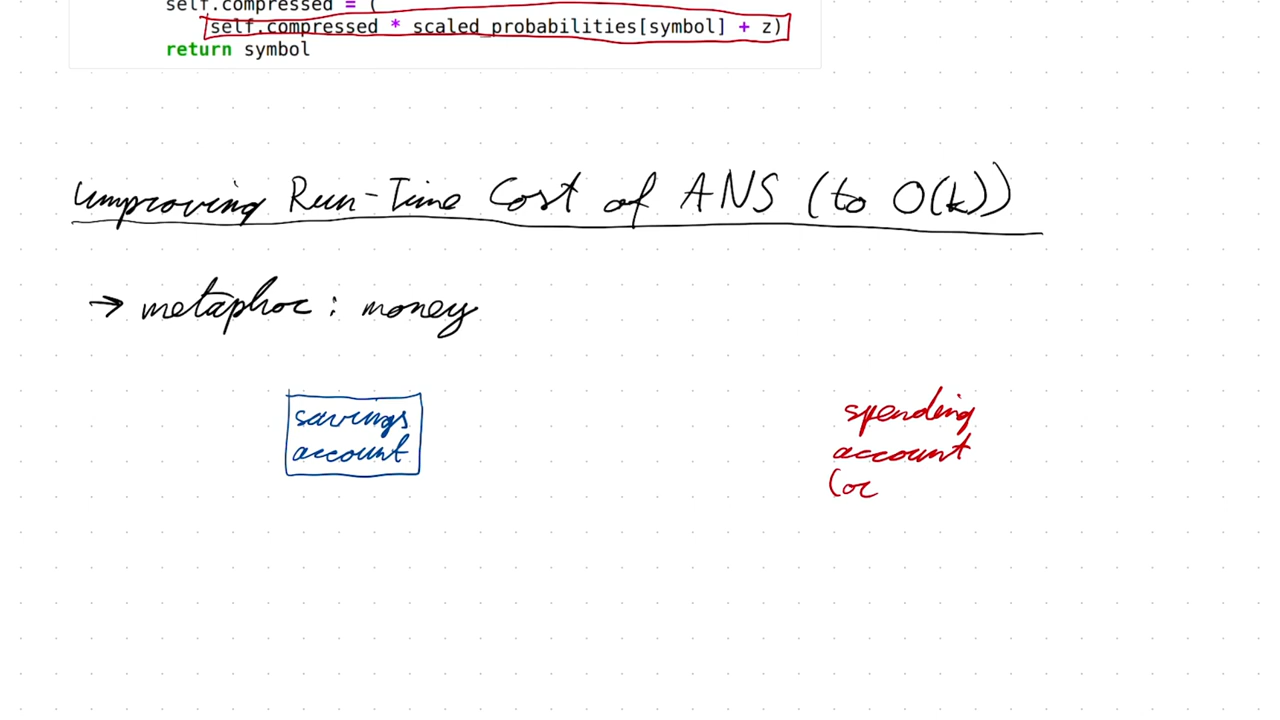 self.compressed = (
self.compressed * scaled_probabilities[symbol] + z)
return symbol
Improving Run-Time Cost of ANS (to O(k))
→ metaphor: money
savings
account
spending
account
(or